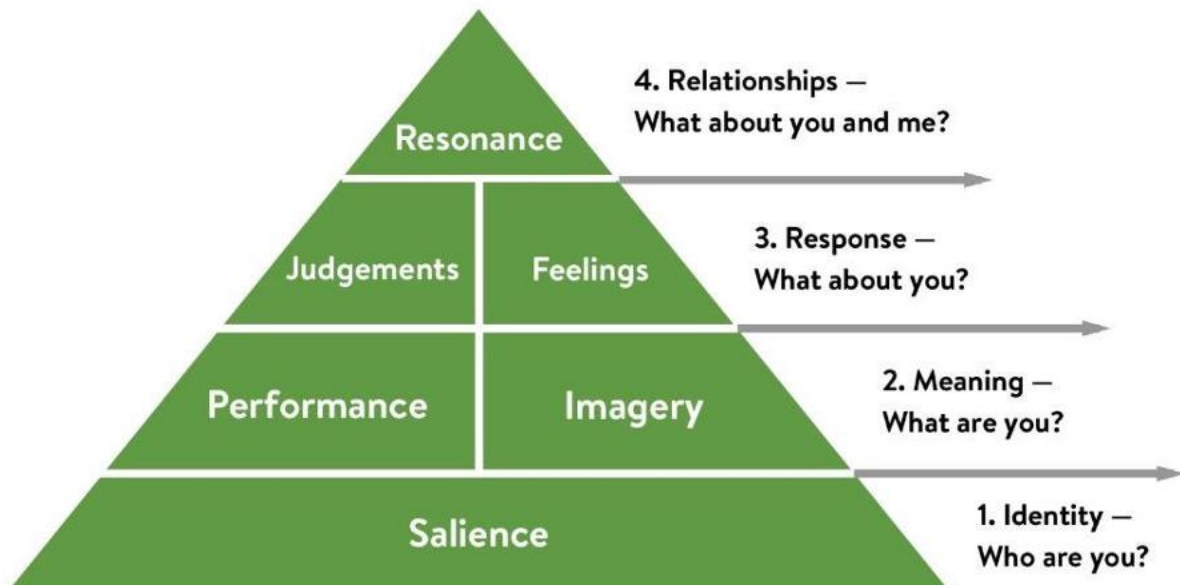 4. Relationships —
What about you and me?
Resonance
3. Response —
What about you?
Judgements
Feelings
2. Meaning —
What are you?
Performance
Imagery
1. Identity —
Who are you?
Salience